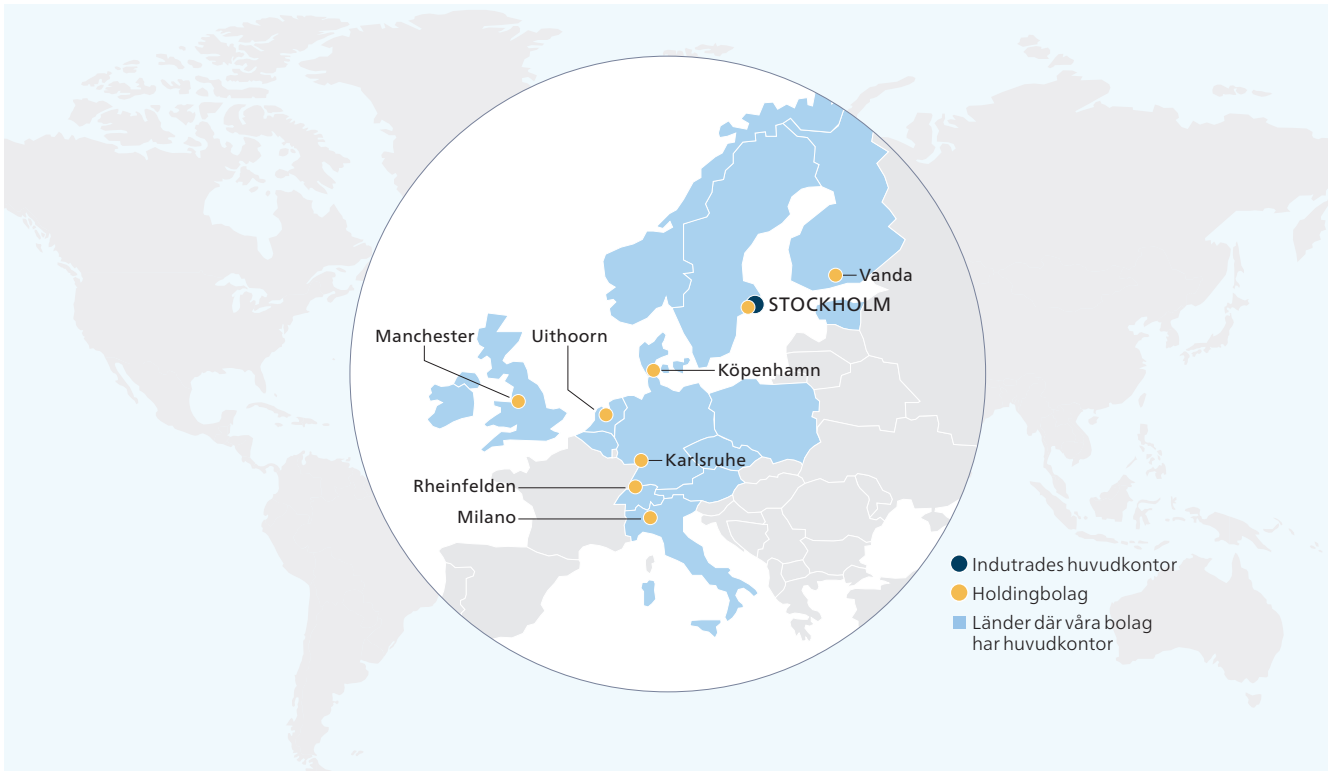 Vanda
STOCKHOLM
Manchester
Uithoorn
Köpenhamn
Karlsruhe
Rheinfelden
Milano
Indutrades huvudkontor
Holdingbolag
Länder där våra bolag
har huvudkontor